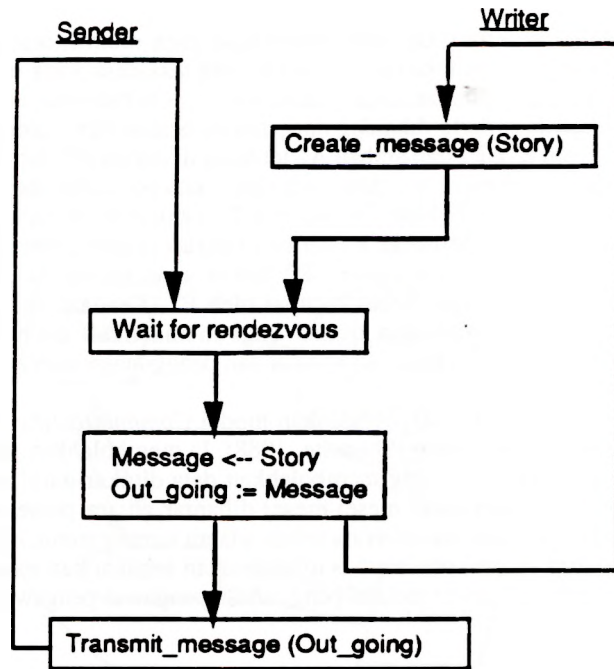 Sender
Writer
Create_message (Story)
Wait for rendezvous
Message <-- Story
Out_going := Message
Transmit_message (Out_going)